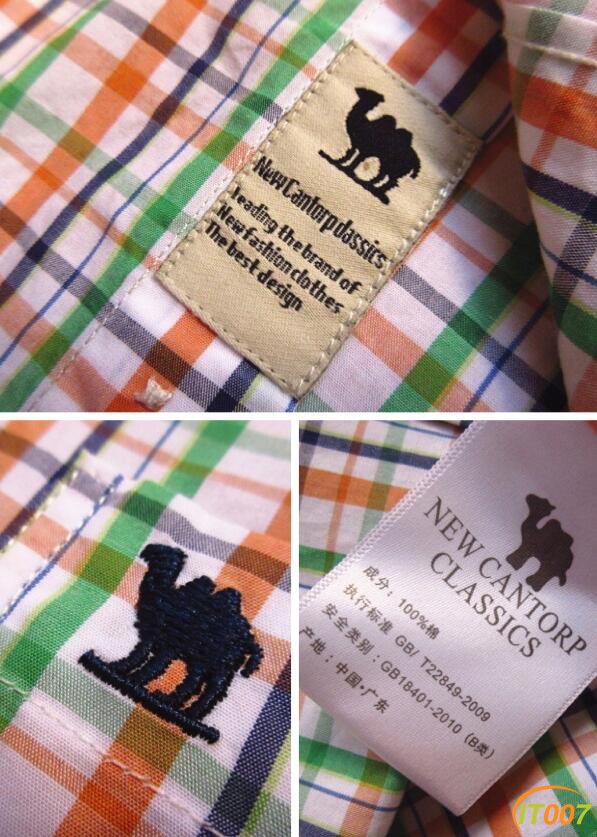 NewCantorpclassics
Leading the brand of
New fashion clothes
The best design
NEW CANTORP
CLASSICS
成分：100%棉
执行标准 GB/ T22849-2009
安全类别：GB18401-2010（B类）
产地：中国·广东
IT007